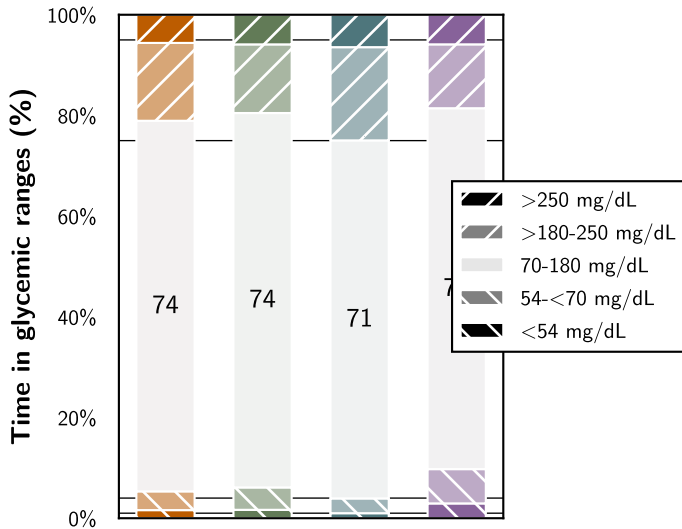 100%
80%
60%
40%
20%
0%
Time in glycemic ranges (%)
74
74
71
>250 mg/dL
>180-250 mg/dL
70-180 mg/dL
54-<70 mg/dL
<54 mg/dL